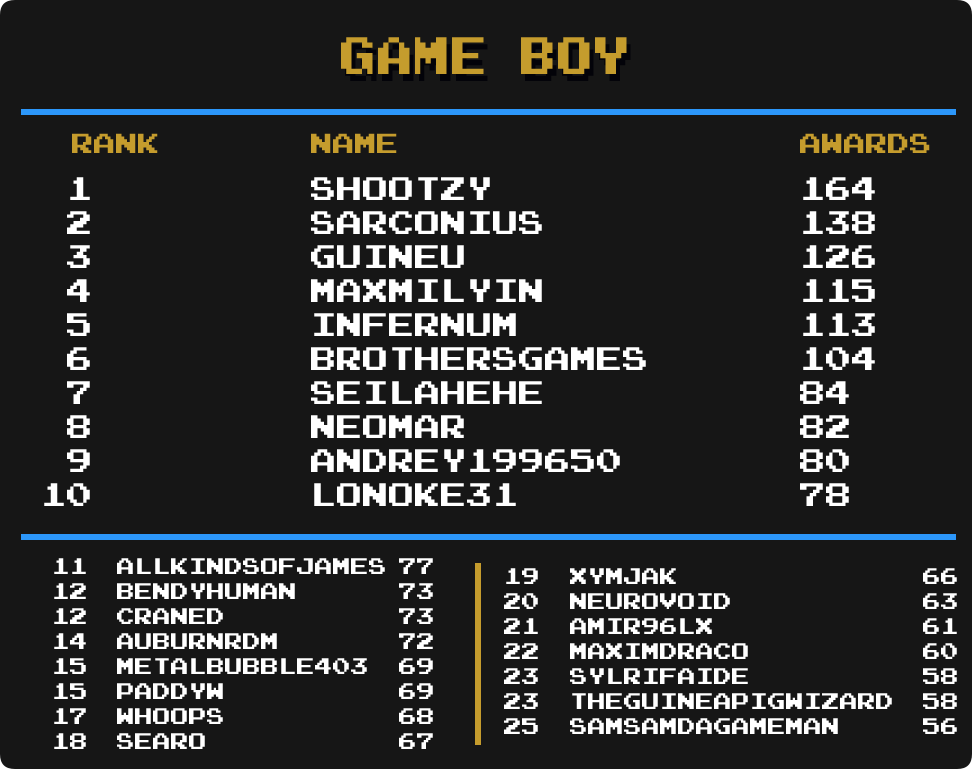 GAME BOY
RANK NAME AWARDS
1 SHOOTZY 164
2 SARCONIUS 138
3 GUINEU 126
4 MAXMILYIN 115
5 INFERNUM 113
6 BROTHERSGAMES 104
7 SEILAHEHE 84
8 NEOMAR 82
9 ANDREY199650 80
10 LONOKE31 78
11 ALLKINDSOFJAMES 77
12 BENDYHUMAN 73
12 CRANED 73
14 AUBURNRDM 72
15 METALBUBBLE403 69
15 PADDYW 69
17 WHOOPS 68
18 SEARO 67
19 XYMJAK 66
20 NEUROVOID 63
21 AMIR96LX 61
22 MAXIMDRACO 60
23 SYLRIFAIDE 58
23 THEGUINEAPIGWIZARD 58
25 SAMSAMDAGAMEMAN 56